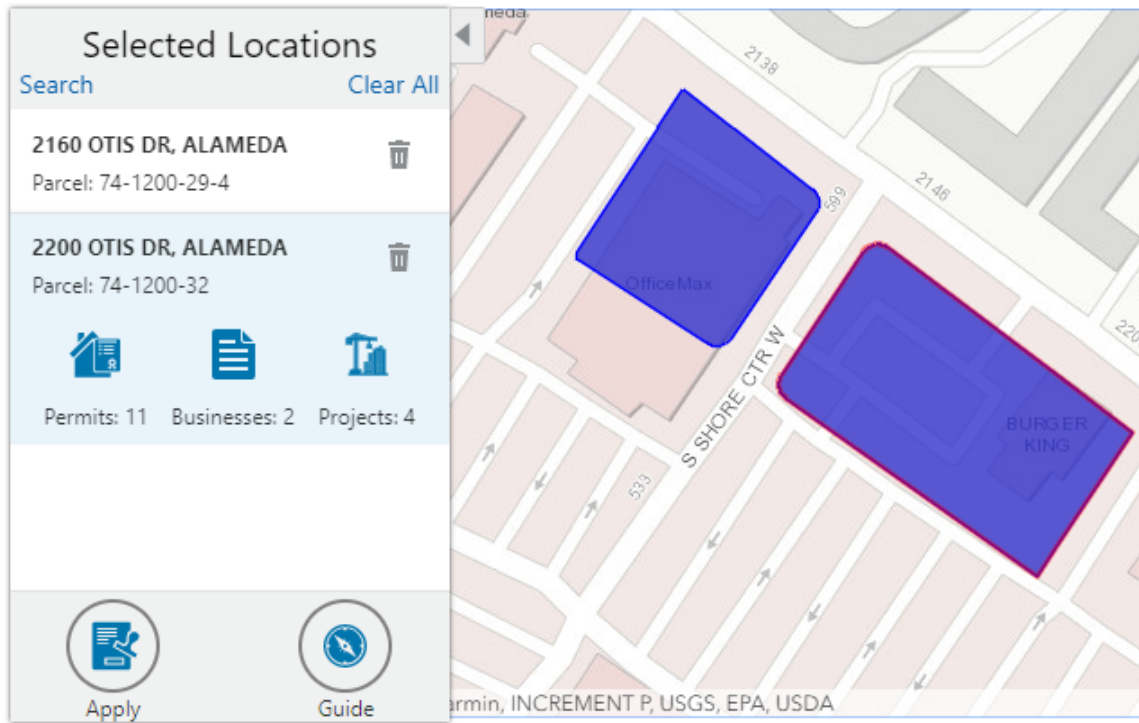 Selected Locations
Search
Clear All
2160 OTIS DR, ALAMEDA
Parcel: 74-1200-29-4
2200 OTIS DR, ALAMEDA
Parcel: 74-1200-32
Permits: 11
Businesses: 2
Projects: 4
Apply
Guide
2138
2146
599
OfficeMax
S SHORE CTR W
BURGER
KING
533
INCREMENT P, USGS, EPA, USDA